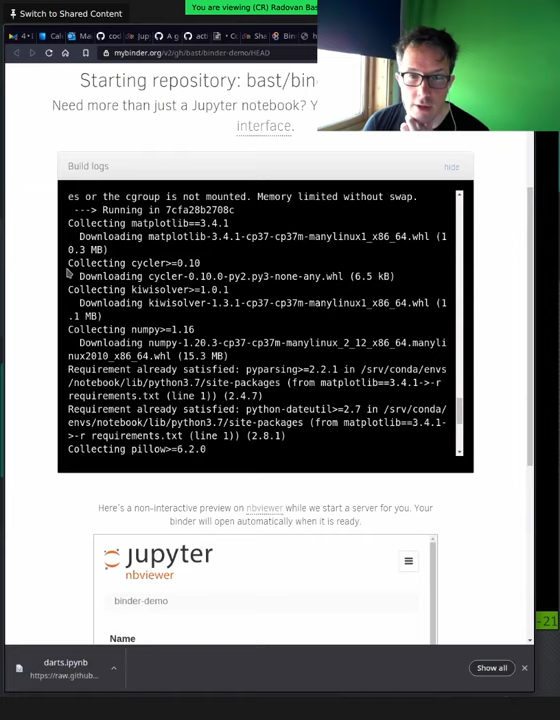 Switch to Shared Content
You are viewing (CR) Radovan Bas
mybinder.org/v2/gh/bast/binder-demo/HEAD
Starting repository: bast/bin
Need more than just a Jupyter notebook? Y
interface.
Build logs
hide
es or the cgroup is not mounted. Memory limited without swap.
---> Running in 7cfa28b2708c
Collecting matplotlib==3.4.1
Downloading matplotlib-3.4.1-cp37-cp37m-manylinux1_x86_64.whl (1
0.3 MB)
Collecting cycler>=0.10
Downloading cycler-0.10.0-py2.py3-none-any.whl (6.5 kB)
Collecting kiwisolver>=1.0.1
Downloading kiwisolver-1.3.1-cp37-cp37m-manylinux1_x86_64.whl (1
.1 MB)
Collecting numpy>=1.16
Downloading numpy-1.20.3-cp37-cp37m-manylinux_2_12_x86_64.manyli
nux2010_x86_64.whl (15.3 MB)
Requirement already satisfied: pyparsing>=2.2.1 in /srv/conda/envs
/notebook/lib/python3.7/site-packages (from matplotlib==3.4.1->-r
requirements.txt (line 1)) (2.4.7)
Requirement already satisfied: python-dateutil>=2.7 in /srv/conda/
envs/notebook/lib/python3.7/site-packages (from matplotlib==3.4.1-
>-r requirements.txt (line 1)) (2.8.1)
Collecting pillow>=6.2.0
Here's a non-interactive preview on nbviewer while we start a server for you. Your
binder will open automatically when it is ready.
jupyter
nbviewer
binder-demo
Name
-21
darts.ipynb
https://raw.github...
Show all